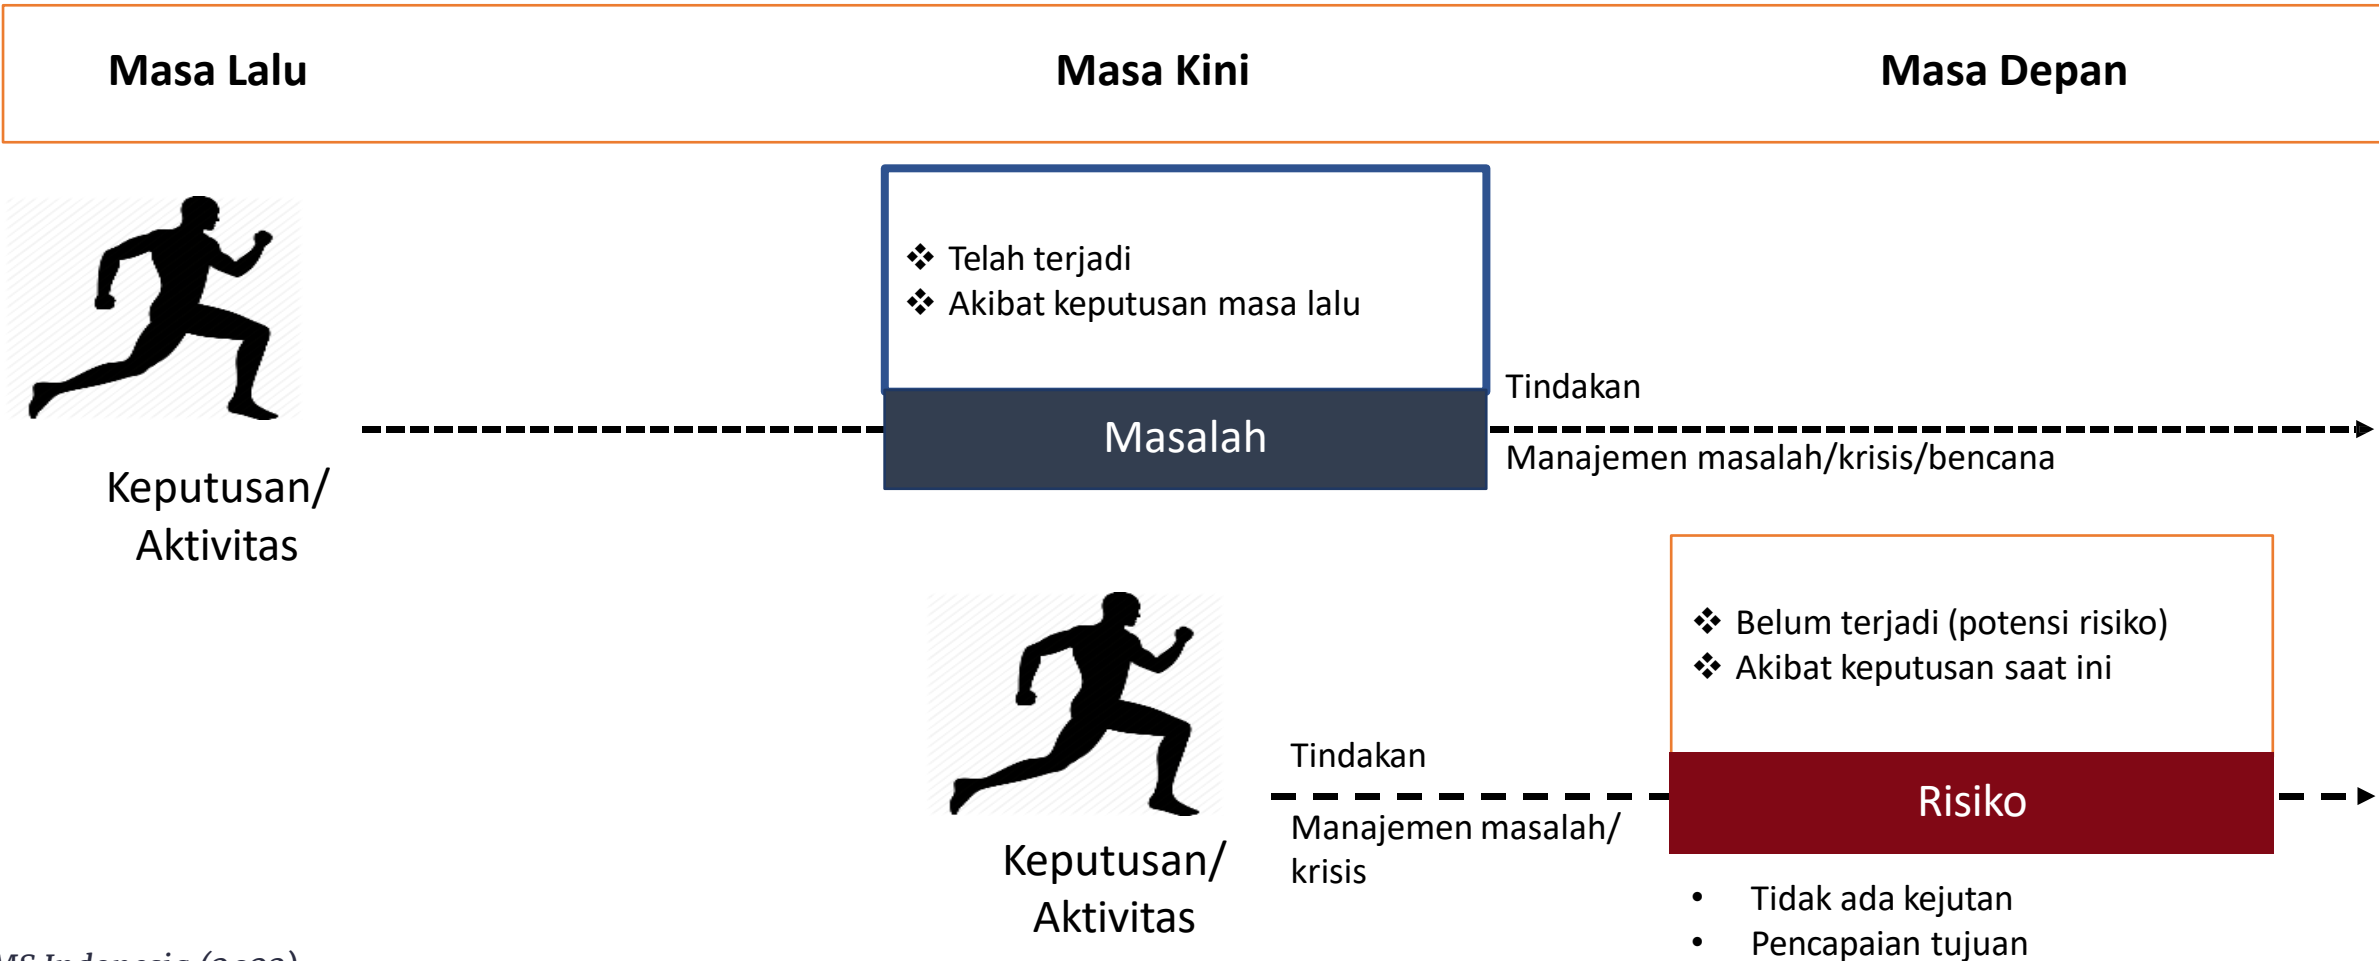 Masa Lalu
Masa Kini
Masa Depan
❖ Telah terjadi
❖ Akibat keputusan masa lalu
Masalah
Tindakan
Manajemen masalah/krisis/bencana
Keputusan/
Aktivitas
❖ Belum terjadi (potensi risiko)
❖ Akibat keputusan saat ini
Risiko
Tindakan
Manajemen masalah/
krisis
Keputusan/
Aktivitas
• Tidak ada kejutan
• Pencapaian tujuan
Indonesia